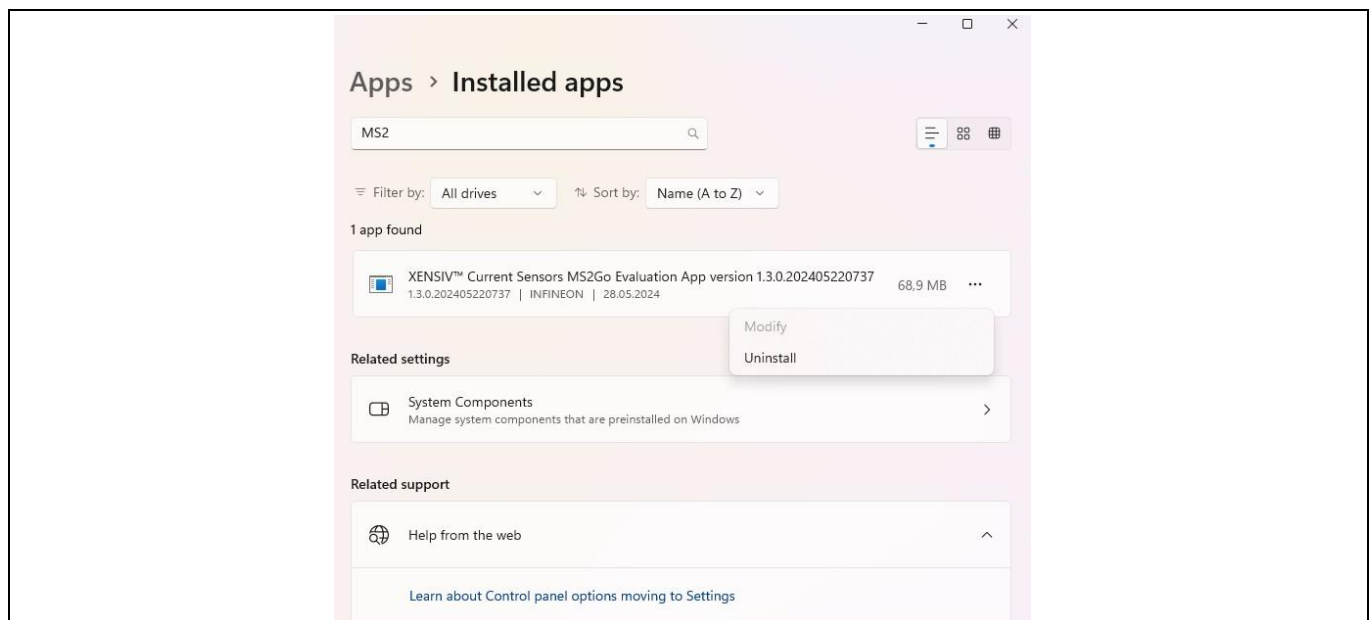 Apps > Installed apps
MS2
Filter by: All drives Sort by: Name (A to Z)
1 app found
XENSIV™ Current Sensors MS2Go Evaluation App version 1.3.0.202405220737 68,9 MB ...
1.3.0.202405220737 | INFINEON | 28.05.2024
Modify
Related settings
Uninstall
System Components
Manage system components that are preinstalled on Windows
Related support
Help from the web
Learn about Control panel options moving to Settings